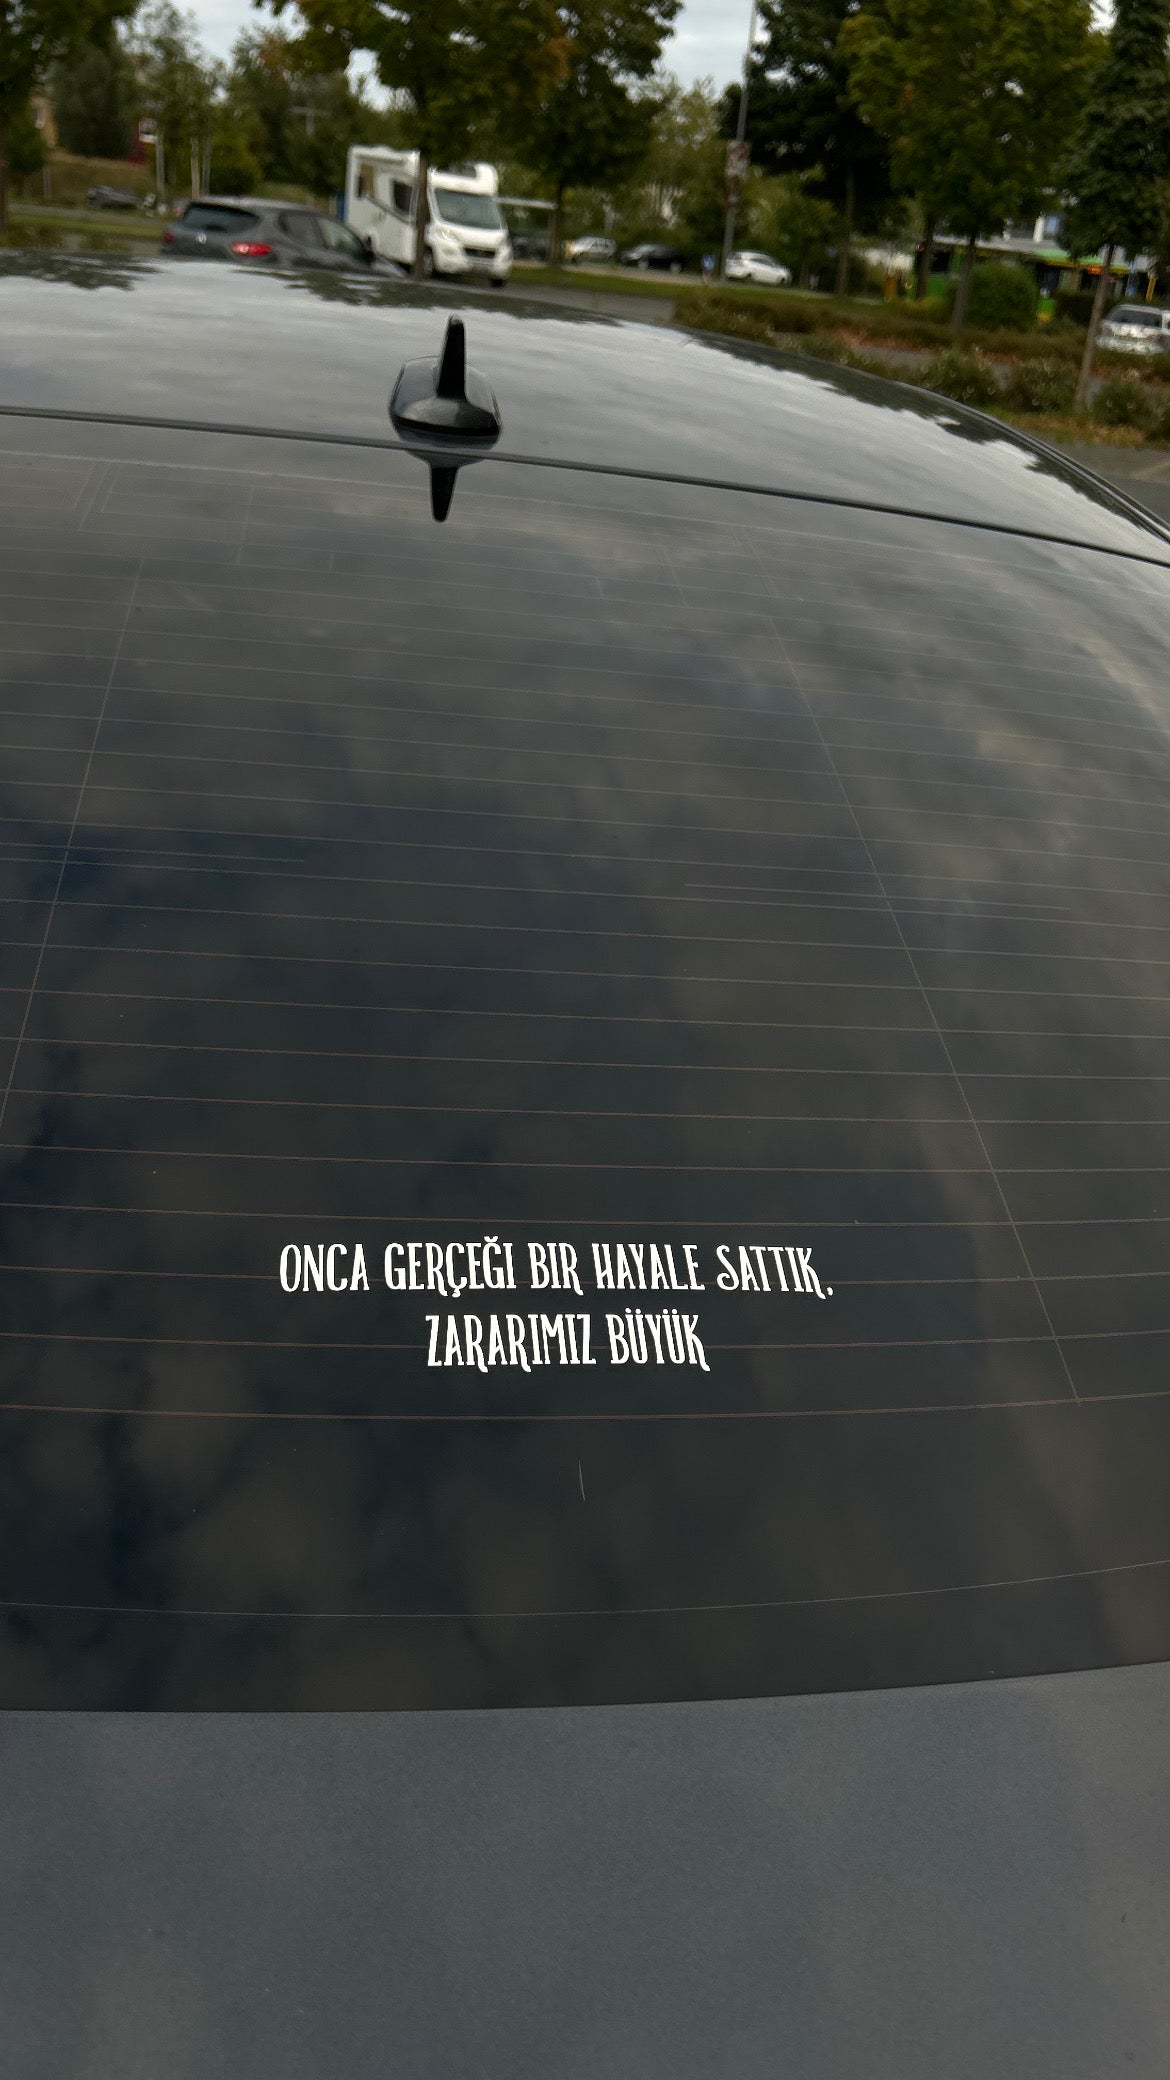 ONCA GERÇEĞI BIR HAYALE SATTIK,
ZARARIMIZ BÜYÜK